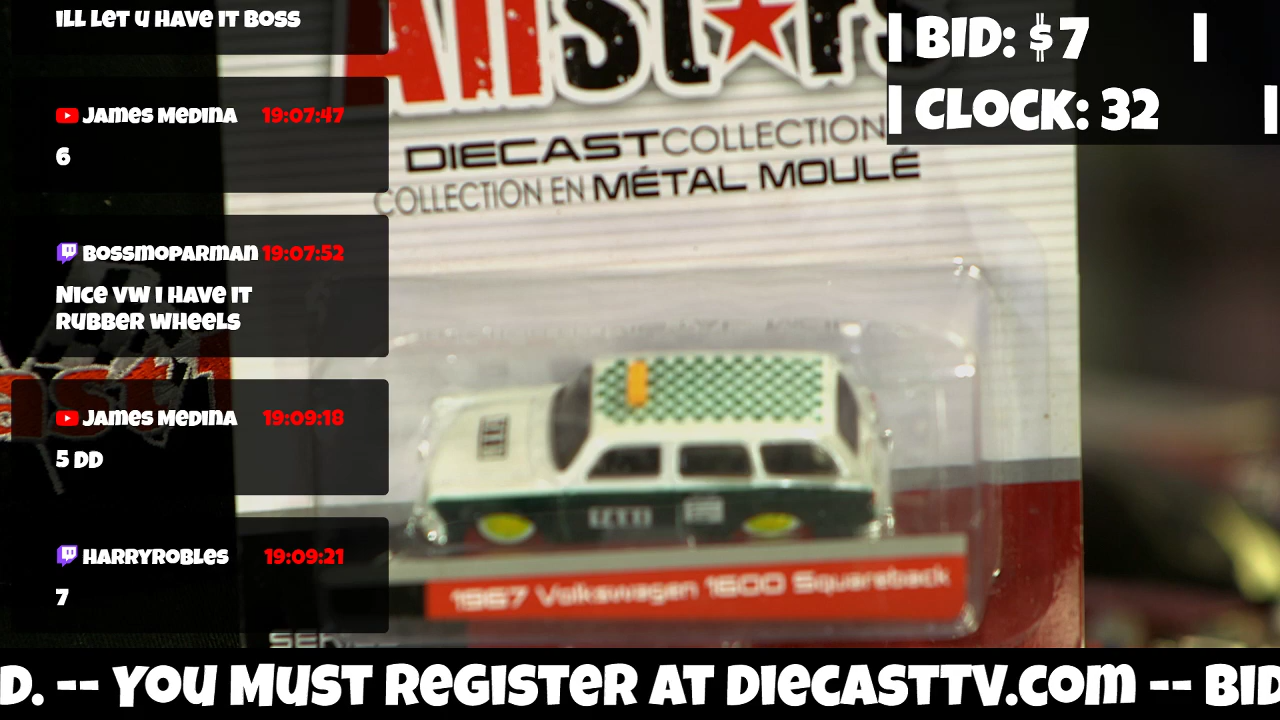 ILL LET U HAVE IT BOSS
James Medina 19:07:47
6
BOSSMOPARMAN 19:07:52
NICE VW I HAVE IT
RUBBER WHEELS
James Medina 19:09:18
5 DD
HARRYROBLES 19:09:21
7
AllStars
DIECAST COLLECTION
COLLECTION EN MÉTAL MOULÉ
1967 Volkswagen 1600 Squareback
SERIES
| BID: $7 |
| CLOCK: 32 |
D. -- YOU MUST REGISTER AT DIECASTTV.COM -- BID